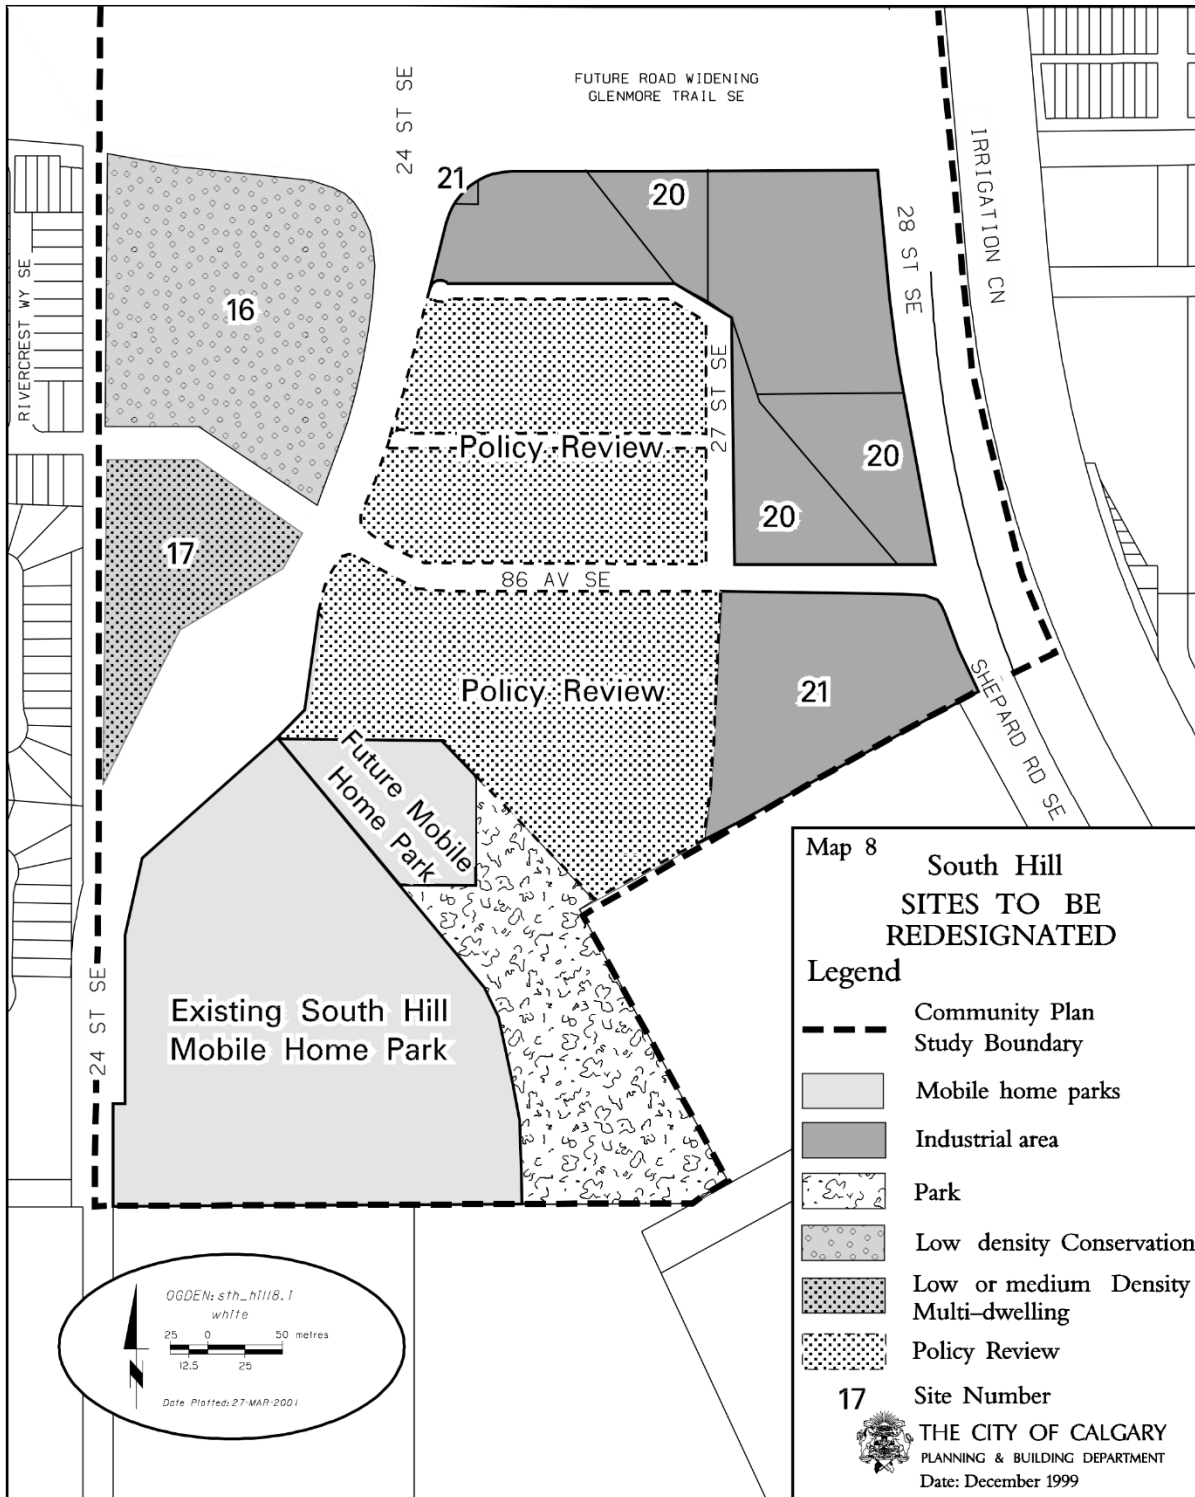 FUTURE ROAD WIDENING
GLENMORE TRAIL SE
24 ST SE
IRRIGATION CN
21
20
28 ST SE
RIVERCREST WY SE
16
27 ST SE
Policy Review
20
20
17
86 AV SE
Policy Review
21
SHEPARD RD SE
Future Mobile
Home Park
24 ST SE
Existing South Hill
Mobile Home Park
Map 8
South Hill
SITES TO BE
REDESIGNATED
Legend
Community Plan
Study Boundary
Mobile home parks
Industrial area
Park
Low density Conservation
Low or medium Density
Multi-dwelling
Policy Review
17 Site Number
THE CITY OF CALGARY
PLANNING & BUILDING DEPARTMENT
Date: December 1999
OGDEN: sth_hill8.i
white
25 0 50 metres
12.5 25
Date Plotted: 27-MAR-2001